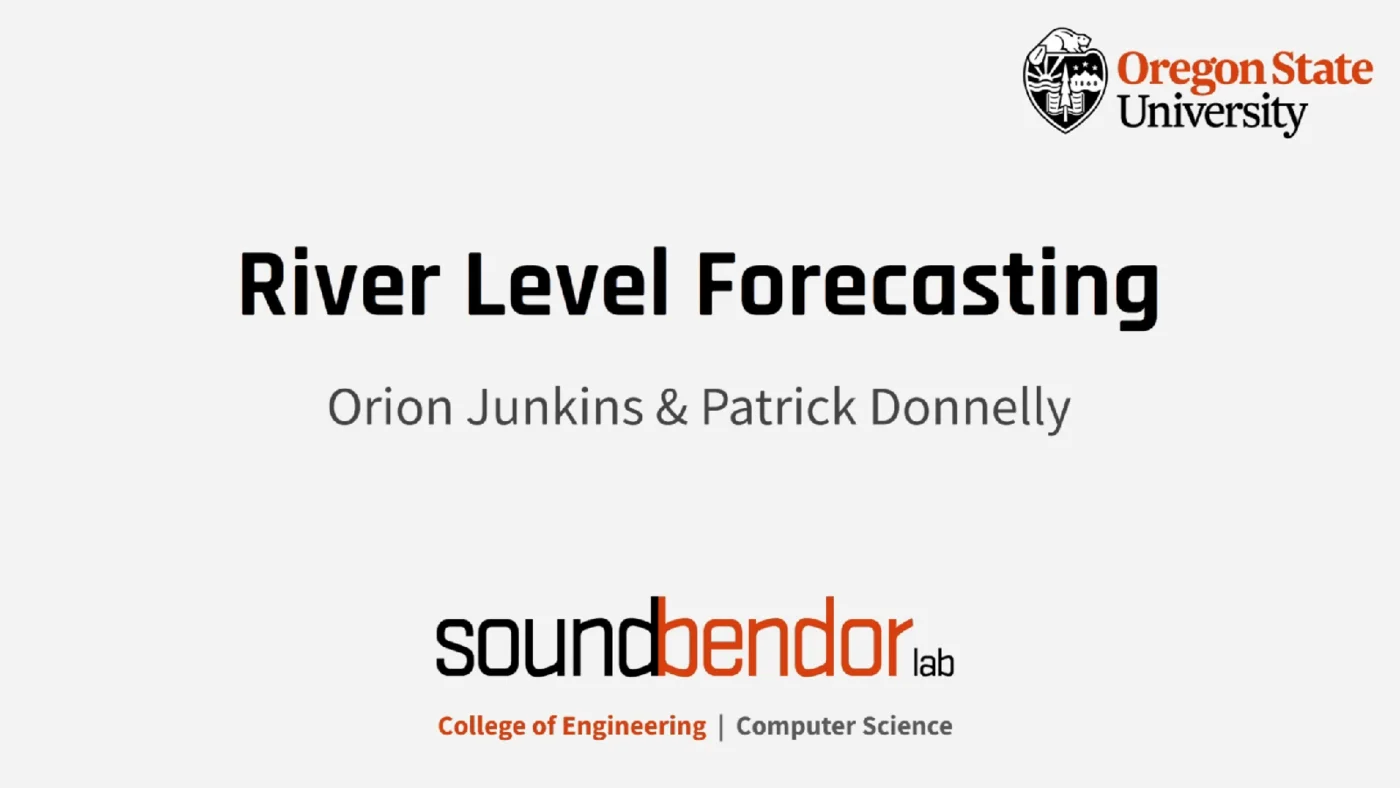 Oregon State
University
River Level Forecasting
Orion Junkins & Patrick Donnelly
soundbendor lab
College of Engineering | Computer Science